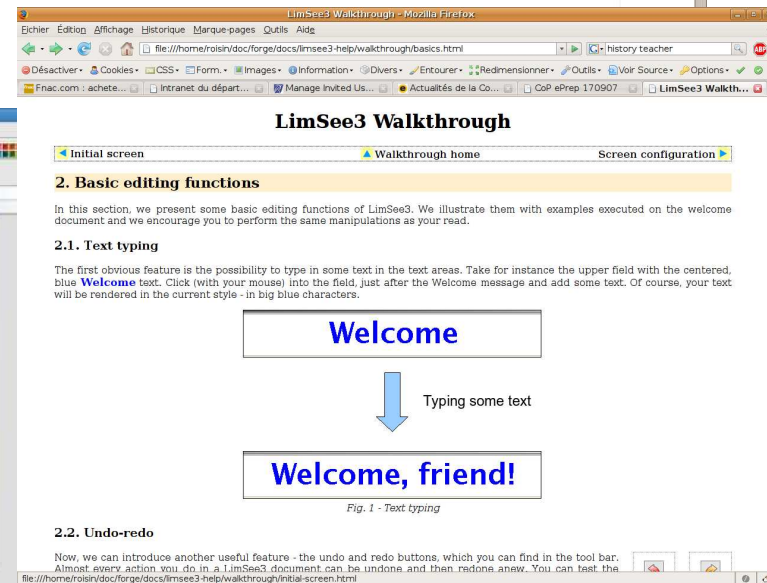 LimSee3 Walkthrough - Mozilla Firefox
Eichier Édition Affichage Historique Marque-pages Outils Aide
file:///home/roisin/doc/forge/docs/limsee3-help/walkthrough/basics.html
history teacher
ABP
Désactiver Cookies CSS Form. Images Information Divers Entourer Redimensionner Outils Voir Source Options
Fnac.com : achete... Intranet du départ... Manage Invited Us... Actualités de la Co... CoP ePrep 170907 LimSee3 Walkth...
LimSee3 Walkthrough
Initial screen Walkthrough home Screen configuration
2. Basic editing functions
In this section, we present some basic editing functions of LimSee3. We illustrate them with examples executed on the welcome
document and we encourage you to perform the same manipulations as your read.
2.1. Text typing
The first obvious feature is the possibility to type in some text in the text areas. Take for instance the upper field with the centered,
blue Welcome text. Click (with your mouse) into the field, just after the Welcome message and add some text. Of course, your text
will be rendered in the current style - in big blue characters.
Welcome
Typing some text
Welcome, friend!
Fig. 1 - Text typing
2.2. Undo-redo
Now, we can introduce another useful feature - the undo and redo buttons, which you can find in the tool bar.
Almost every action you do in a LimSee3 document can be undone and then redone anew. You can test the
file:///home/roisin/doc/forge/docs/limsee3-help/walkthrough/initial-screen.html